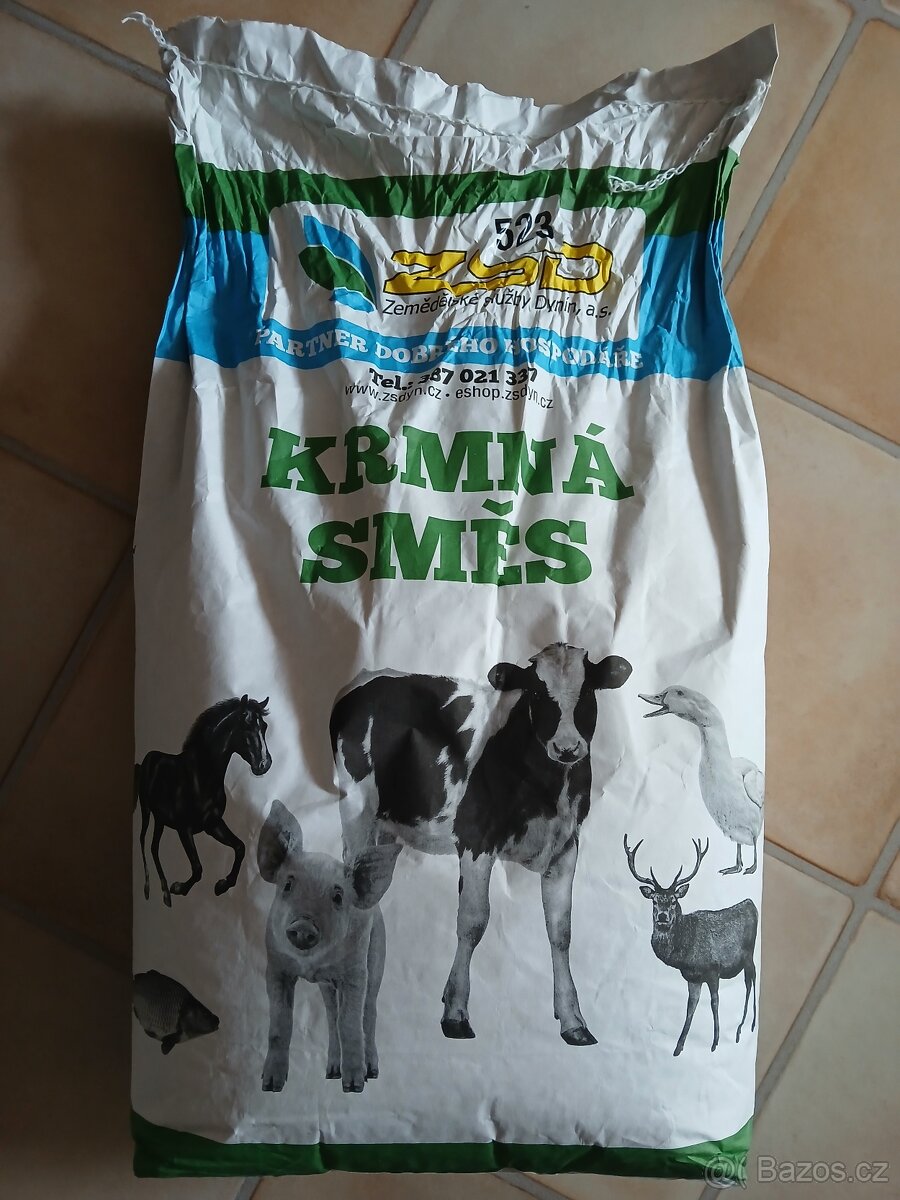 523
ZSD
Zemědělské služby Dynín, a.s.
PARTNER DOBRÉHO HOSPODÁŘE
Tel.: 387 021 337
www.zsdyn.cz • eshop.zsdyn.cz
KRMNÁ
SMĚS
@( Bazos.cz